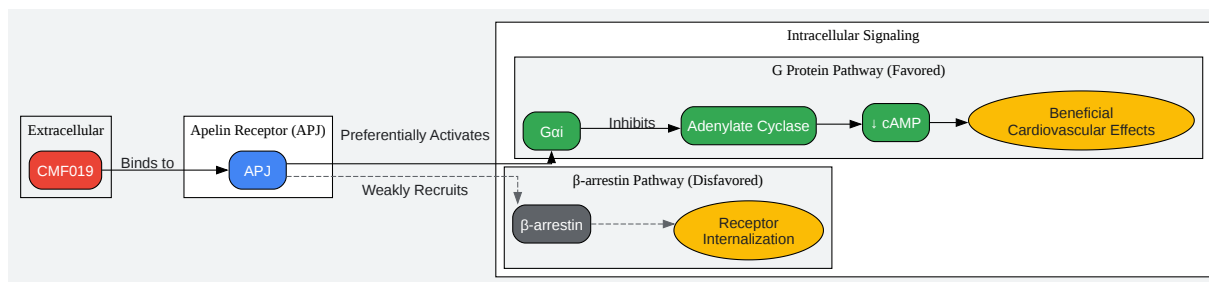 Intracellular Signaling
G Protein Pathway (Favored)
Extracellular
Apelin Receptor (APJ)
Preferentially Activates
Gαi
Inhibits
Adenylate Cyclase
↓ cAMP
Beneficial
Cardiovascular Effects
CMF019
Binds to
APJ
Weakly Recruits
β-arrestin Pathway (Disfavored)
β-arrestin
Receptor
Internalization